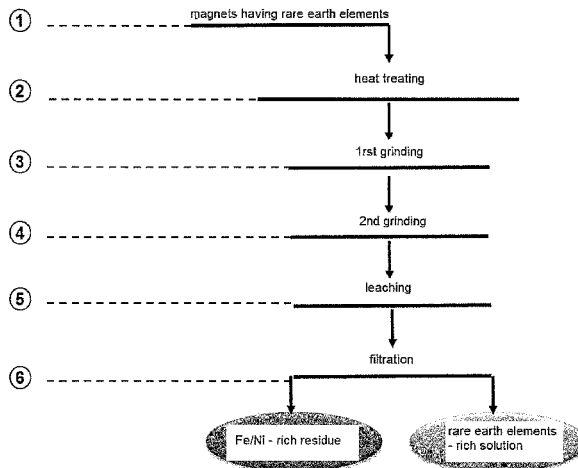 ① magnets having rare earth elements
heat treating
②
1rst grinding
③
2nd grinding
④
leaching
⑤
filtration
⑥
Fe/Ni - rich residue
rare earth elements
- rich solution